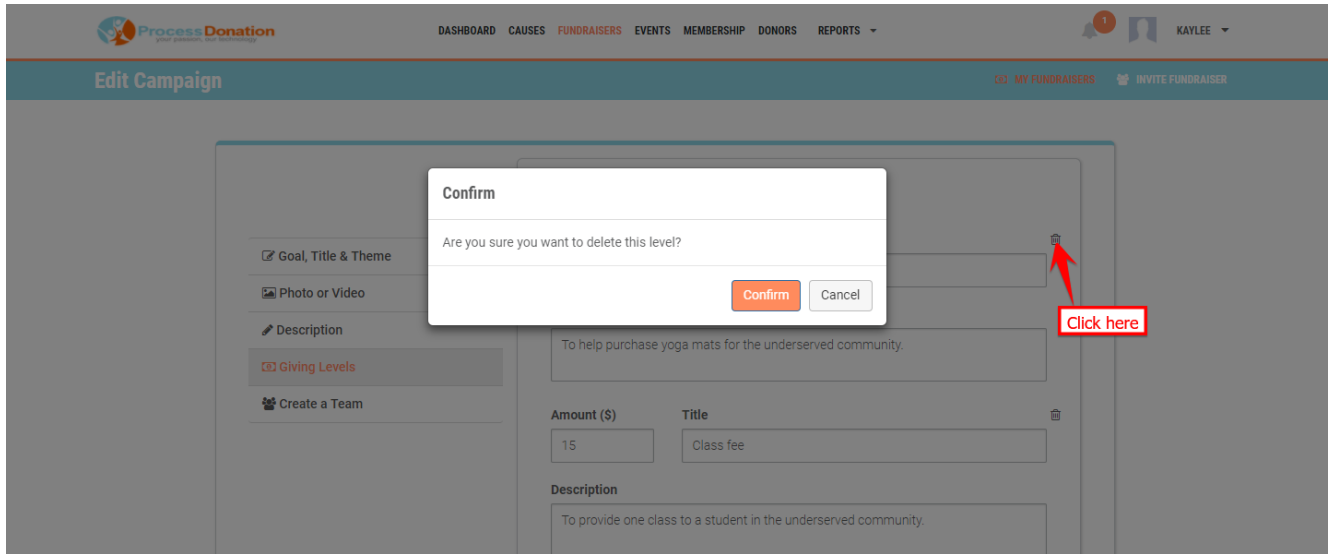 ProcessDonation
your passion, our technology
DASHBOARD CAUSES FUNDRAISERS EVENTS MEMBERSHIP DONORS REPORTS
1
KAYLEE
Edit Campaign
MY FUNDRAISERS INVITE FUNDRAISER
Confirm
Are you sure you want to delete this level?
Confirm Cancel
Goal, Title & Theme
Photo or Video
Description
Giving Levels
Create a Team
Click here
To help purchase yoga mats for the underserved community.
Amount ($) Title
15 Class fee
Description
To provide one class to a student in the underserved community.